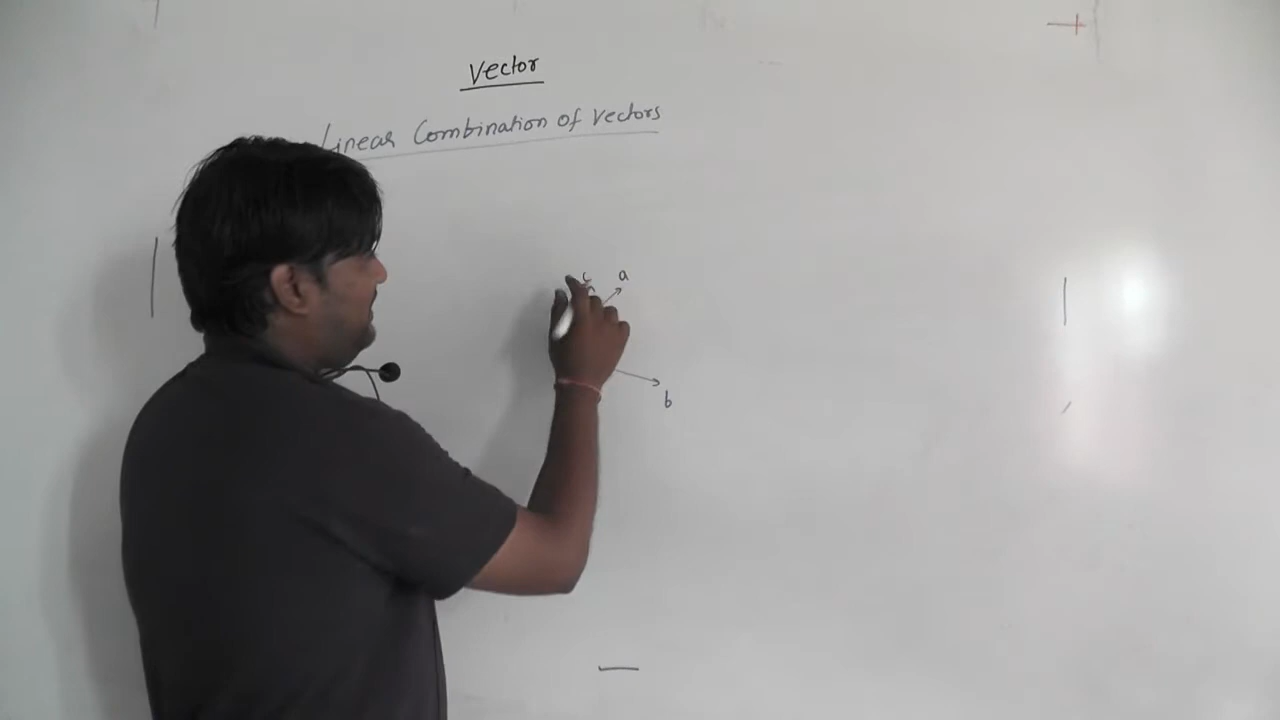 Vector
Linear Combination of Vectors
c a
b